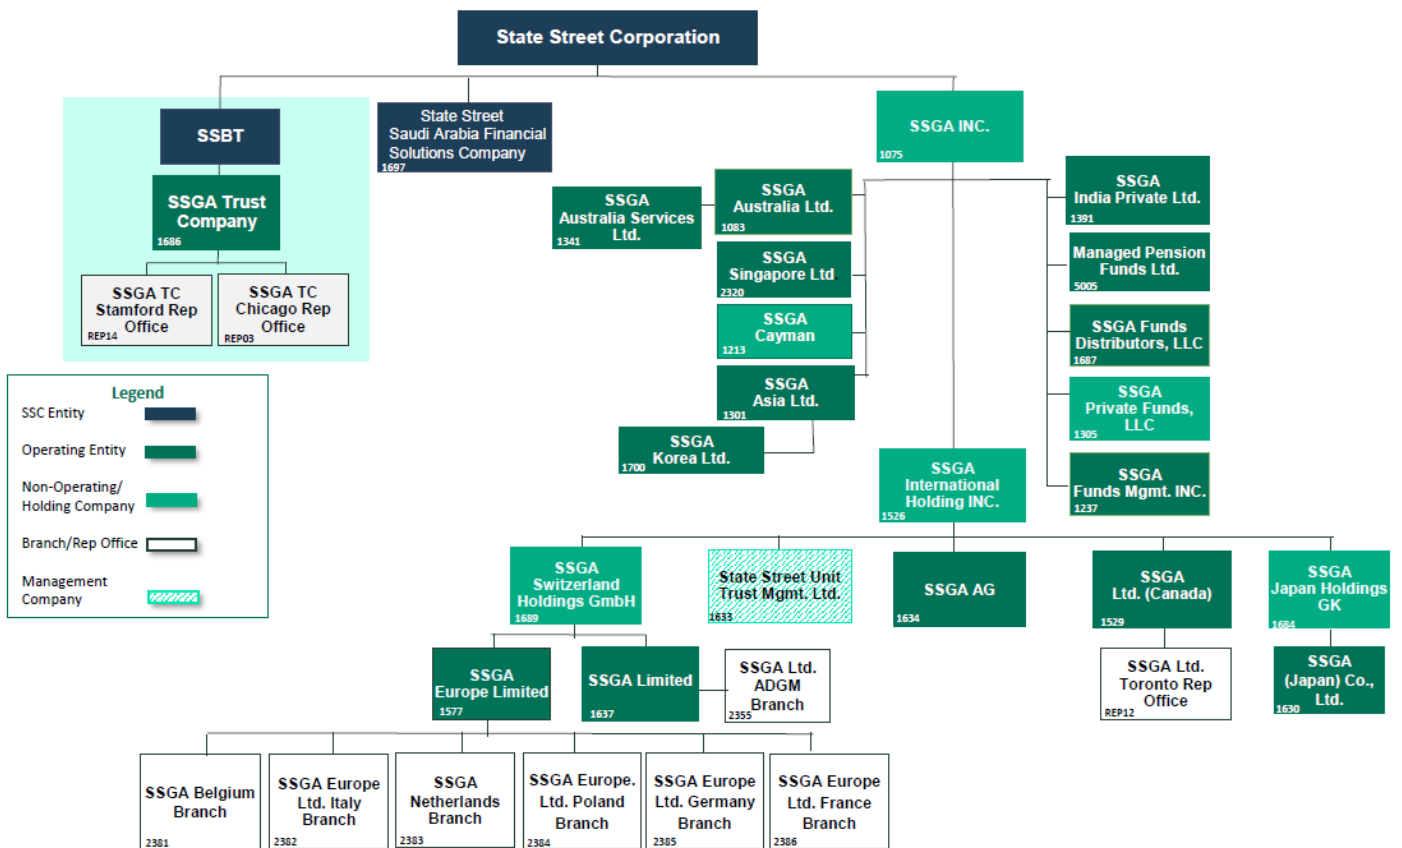 State Street Corporation
SSBT
State Street
Saudi Arabia Financial
Solutions Company
1697
SSGA INC.
1075
SSGA Trust
Company
1686
SSGA TC
Stamford Rep
Office
REP14
SSGA TC
Chicago Rep
Office
REP03
SSGA
Australia Services
Ltd.
1341
SSGA
Australia Ltd.
1083
SSGA
Singapore Ltd
2320
SSGA
Cayman
1213
SSGA
Asia Ltd.
1301
SSGA
Korea Ltd.
1700
SSGA
India Private Ltd.
1391
Managed Pension
Funds Ltd.
5005
SSGA Funds
Distributors, LLC
1687
SSGA
Private Funds,
LLC
1305
SSGA
Funds Mgmt. INC.
1237
Legend
SSC Entity
Operating Entity
Non-Operating/
Holding Company
Branch/Rep Office
Management
Company
SSGA
International
Holding INC.
1526
SSGA
Switzerland
Holdings GmbH
1689
State Street Unit
Trust Mgmt. Ltd.
1633
SSGA AG
1634
SSGA
Ltd. (Canada)
1529
SSGA
Japan Holdings
GK
1684
SSGA
Europe Limited
1577
SSGA Limited
1637
SSGA Ltd.
ADGM
Branch
2355
SSGA Ltd.
Toronto Rep
Office
REP12
SSGA
(Japan) Co.,
Ltd.
1630
SSGA Belgium
Branch
2381
SSGA Europe
Ltd. Italy
Branch
2382
SSGA
Netherlands
Branch
2383
SSGA Europe.
Ltd. Poland
Branch
2384
SSGA Europe
Ltd. Germany
Branch
2385
SSGA Europe
Ltd. France
Branch
2386